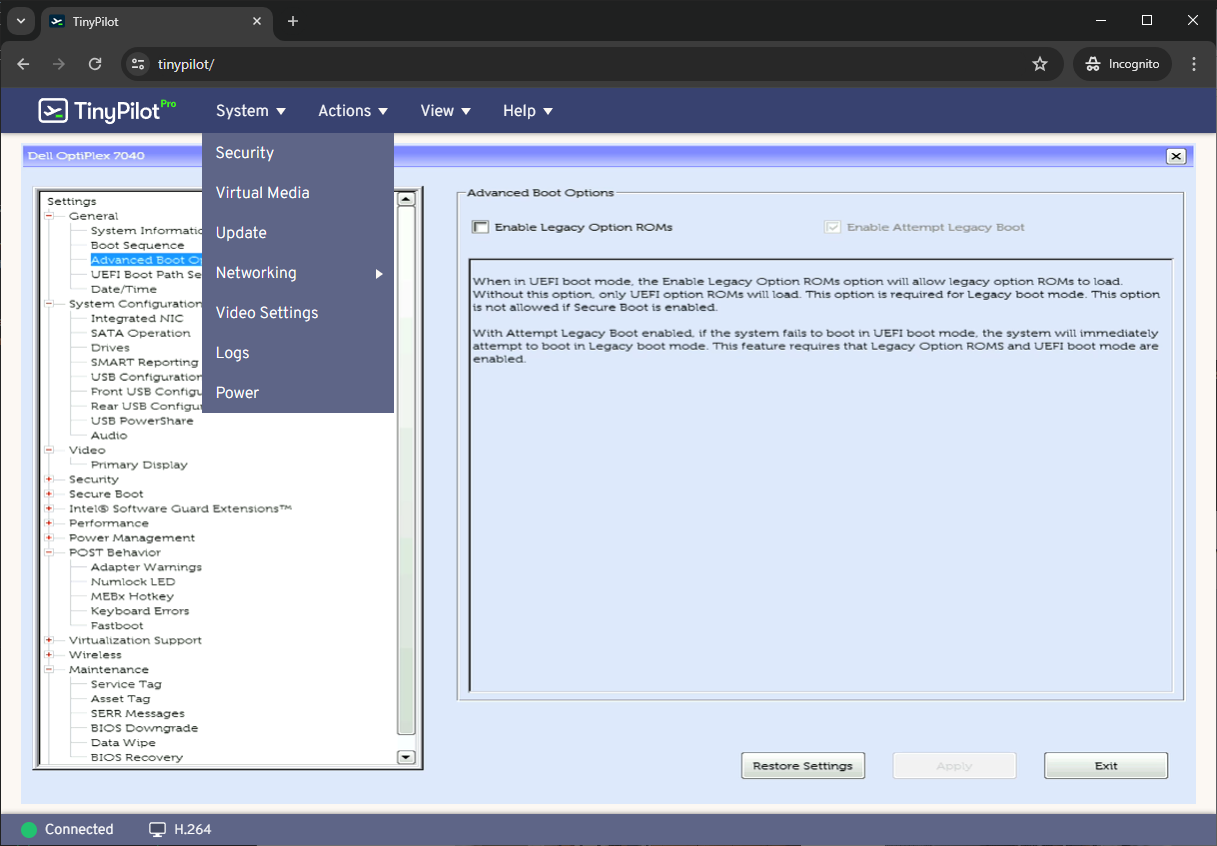 TinyPilot
tinypilot/
Incognito
TinyPilot Pro
System
Actions
View
Help
Security
Virtual Media
Update
Networking
Video Settings
Logs
Power
Dell OptiPlex 7040
Settings
General
System Informatio
Boot Sequence
Advanced Boot Op
UEFI Boot Path Se
Date/Time
System Configuration
Integrated NIC
SATA Operation
Drives
SMART Reporting
USB Configuration
Front USB Configu
Rear USB Configur
USB PowerShare
Audio
Video
Primary Display
Security
Secure Boot
Intel® Software Guard Extensions™
Performance
Power Management
POST Behavior
Adapter Warnings
Numlock LED
MEBx Hotkey
Keyboard Errors
Fastboot
Virtualization Support
Wireless
Maintenance
Service Tag
Asset Tag
SERR Messages
BIOS Downgrade
Data Wipe
BIOS Recovery
Advanced Boot Options
Enable Legacy Option ROMs
Enable Attempt Legacy Boot
When in UEFI boot mode, the Enable Legacy Option ROMs option will allow legacy option ROMs to load.
Without this option, only UEFI option ROMs will load. This option is required for Legacy boot mode. This option
is not allowed if Secure Boot is enabled.
With Attempt Legacy Boot enabled, if the system fails to boot in UEFI boot mode, the system will immediately
attempt to boot in Legacy boot mode. This feature requires that Legacy Option ROMS and UEFI boot mode are
enabled.
Restore Settings
Apply
Exit
Connected
H.264